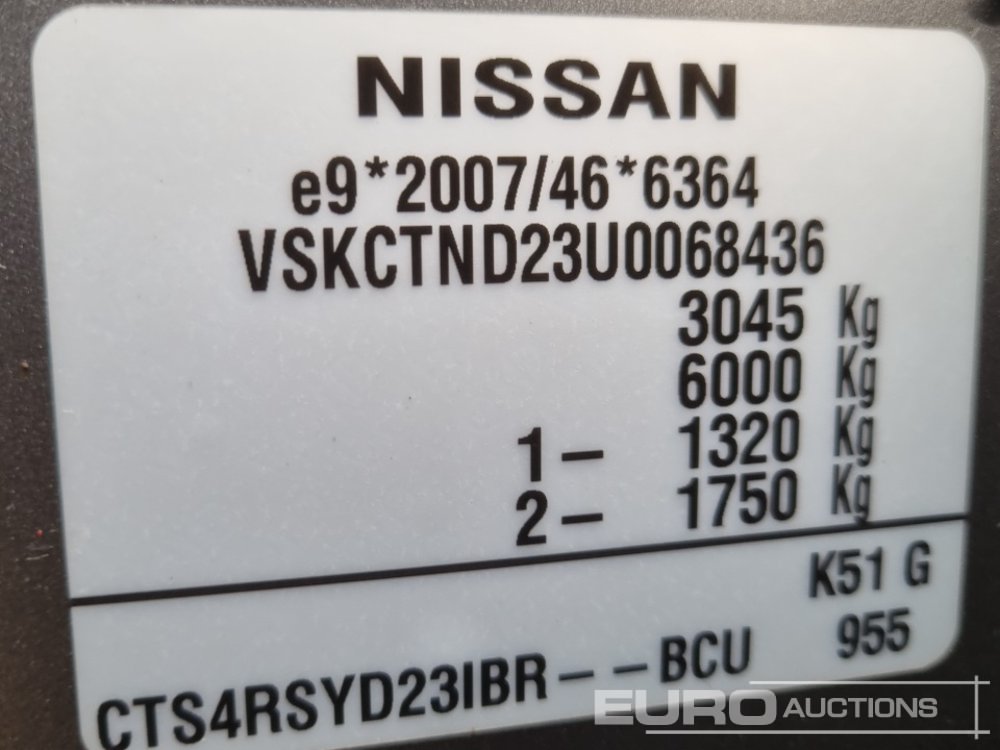 NISSAN
e9*2007/46*6364
VSKCTND23U0068436
3045 Kg
6000 Kg
1- 1320 Kg
2- 1750 Kg
K51 G
CTS4RSYD23IBR--BCU 955
EURO AUCTIONS